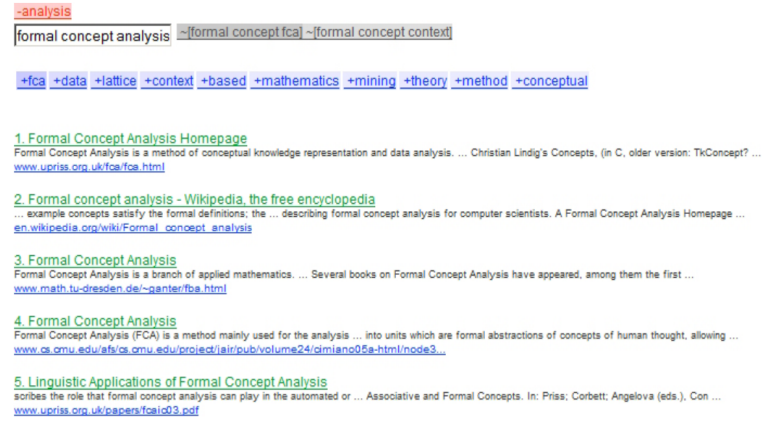 -analysis
formal concept analysis ~[formal concept fca] ~[formal concept context]
+fca +data +lattice +context +based +mathematics +mining +theory +method +conceptual
1. Formal Concept Analysis Homepage
Formal Concept Analysis is a method of conceptual knowledge representation and data analysis. ... Christian Lindig's Concepts, (in C, older version: TkConcept? ...
www.upriss.org.uk/fca/fca.html
2. Formal concept analysis - Wikipedia, the free encyclopedia
... example concepts satisfy the formal definitions; the ... describing formal concept analysis for computer scientists. A Formal Concept Analysis Homepage ...
en.wikipedia.org/wiki/Formal_concept_analysis
3. Formal Concept Analysis
Formal Concept Analysis is a branch of applied mathematics. ... Several books on Formal Concept Analysis have appeared, among them the first ...
www.math.tu-dresden.de/~ganter/fba.html
4. Formal Concept Analysis
Formal Concept Analysis (FCA) is a method mainly used for the analysis ... into units which are formal abstractions of concepts of human thought, allowing ...
www.cs.cmu.edu/afs/cs.cmu.edu/project/jair/pub/volume24/cimiano05a-html/node3...
5. Linguistic Applications of Formal Concept Analysis
scribes the role that formal concept analysis can play in the automated or ... Associative and Formal Concepts. In: Priss; Corbett; Angelova (eds.), Con ...
www.upriss.org.uk/papers/fcaic03.pdf